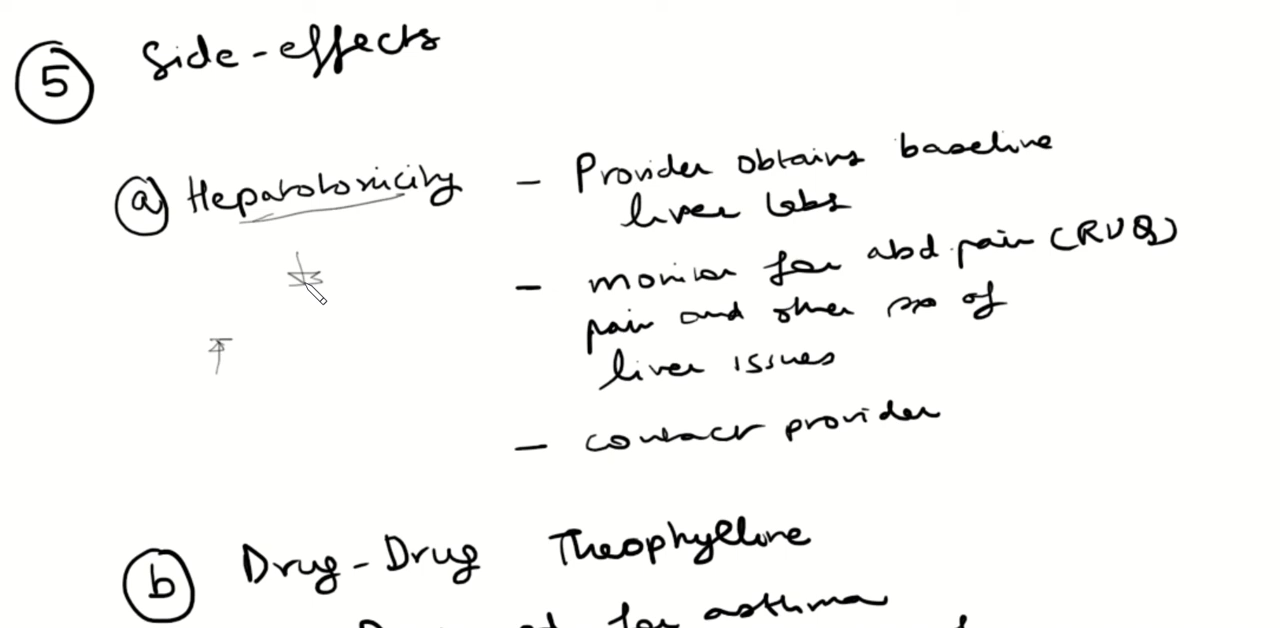 5 Side-effects
a Hepatotoxicity - Provider obtains baseline
liver labs
- monitor for abd pain (RUQ)
pain and other of
liver issues
- contact provider
b Drug-Drug Theophylline
for asthma